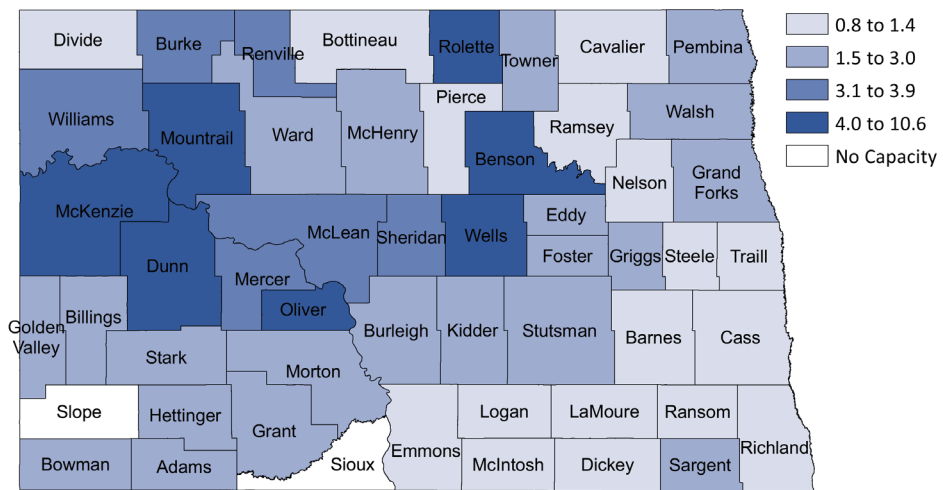 Divide
Burke
Renville
Bottineau
Rolette
Towner
Cavalier
Pembina
0.8 to 1.4
1.5 to 3.0
3.1 to 3.9
4.0 to 10.6
No Capacity
Williams
Mountrail
Ward
McHenry
Pierce
Benson
Ramsey
Walsh
Nelson
Grand
Forks
McKenzie
Dunn
McLean
Mercer
Oliver
Sheridan
Wells
Eddy
Foster
Griggs
Steele
Traill
Golden
Valley
Billings
Stark
Morton
Burleigh
Kidder
Stutsman
Barnes
Cass
Slope
Hettinger
Grant
Bowman
Adams
Sioux
Emmons
Logan
McIntosh
LaMoure
Dickey
Ransom
Sargent
Richland